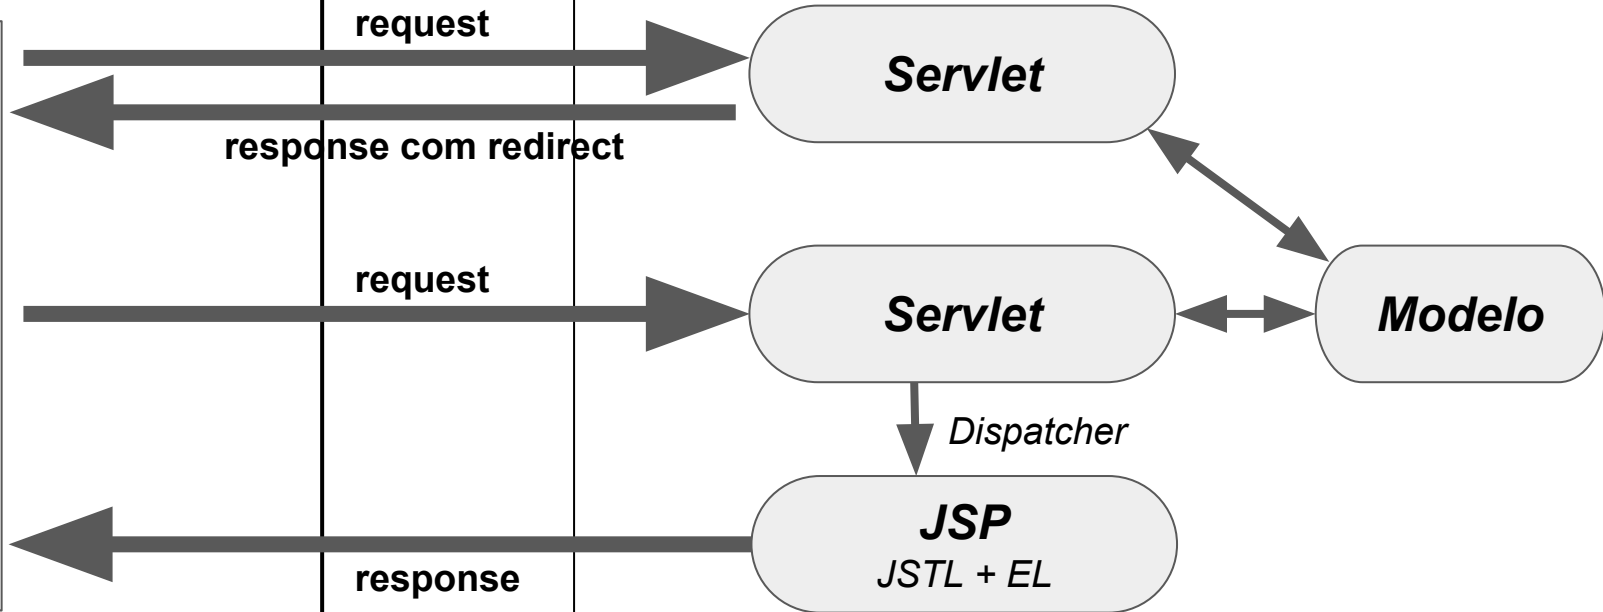 request
Servlet
response com redirect
request
Servlet
Modelo
Dispatcher
JSP
JSTL + EL
response